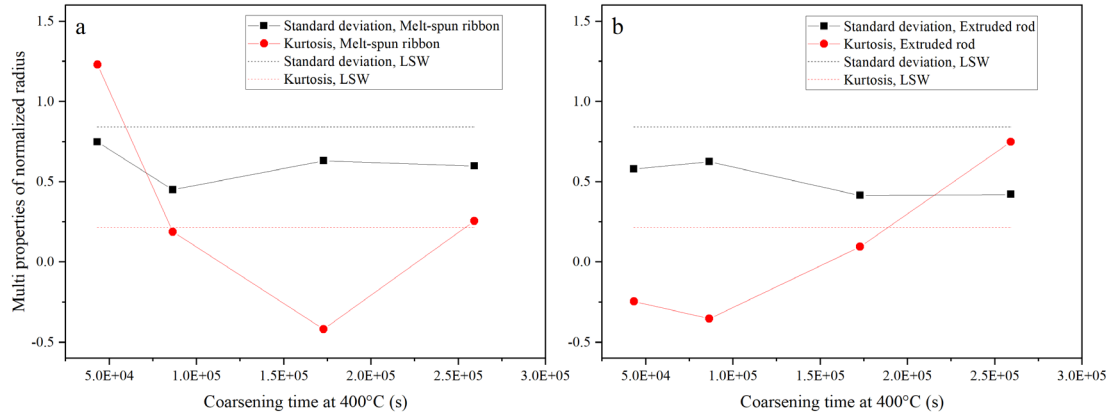 a
Standard deviation, Melt-spun ribbon
Kurtosis, Melt-spun ribbon
Standard deviation, LSW
Kurtosis, LSW
Multi properties of normalized radius
1.5
1.0
0.5
0.0
-0.5
5.0E+04 1.0E+05 1.5E+05 2.0E+05 2.5E+05 3.0E+05
Coarsening time at 400°C (s)
b
Standard deviation, Extruded rod
Kurtosis, Extruded rod
Standard deviation, LSW
Kurtosis, LSW
1.5
1.0
0.5
0.0
-0.5
5.0E+04 1.0E+05 1.5E+05 2.0E+05 2.5E+05 3.0E+05
Coarsening time at 400°C (s)